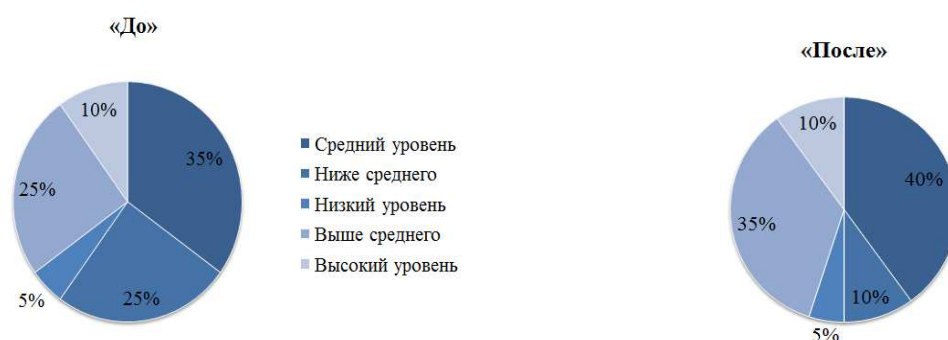 «До»
10%
35%
25%
5%
25%
Средний уровень
Ниже среднего
Низкий уровень
Выше среднего
Высокий уровень
«После»
10%
40%
35%
10%
5%